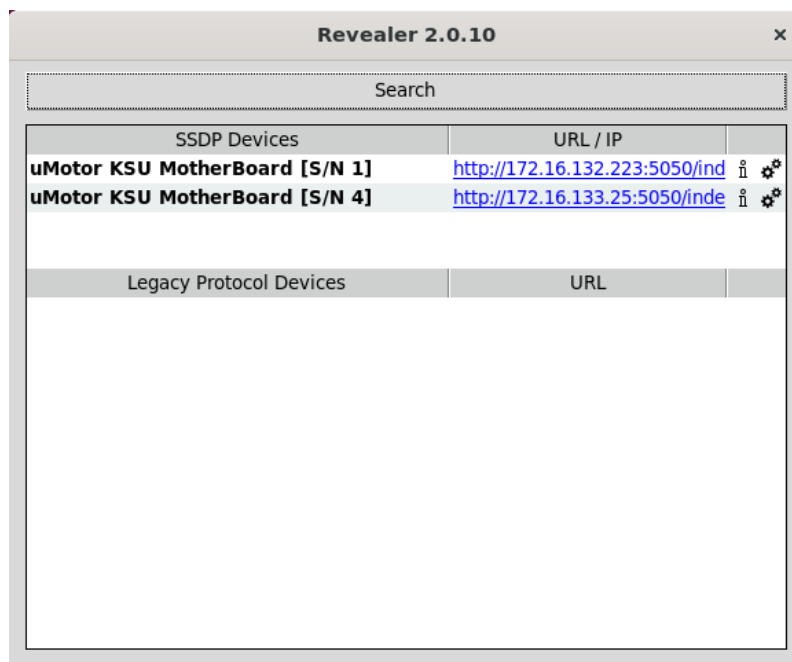 Revealer 2.0.10
Search
SSDP Devices URL / IP
uMotor KSU MotherBoard [S/N 1] http://172.16.132.223:5050/ind
uMotor KSU MotherBoard [S/N 4] http://172.16.133.25:5050/inde
Legacy Protocol Devices URL